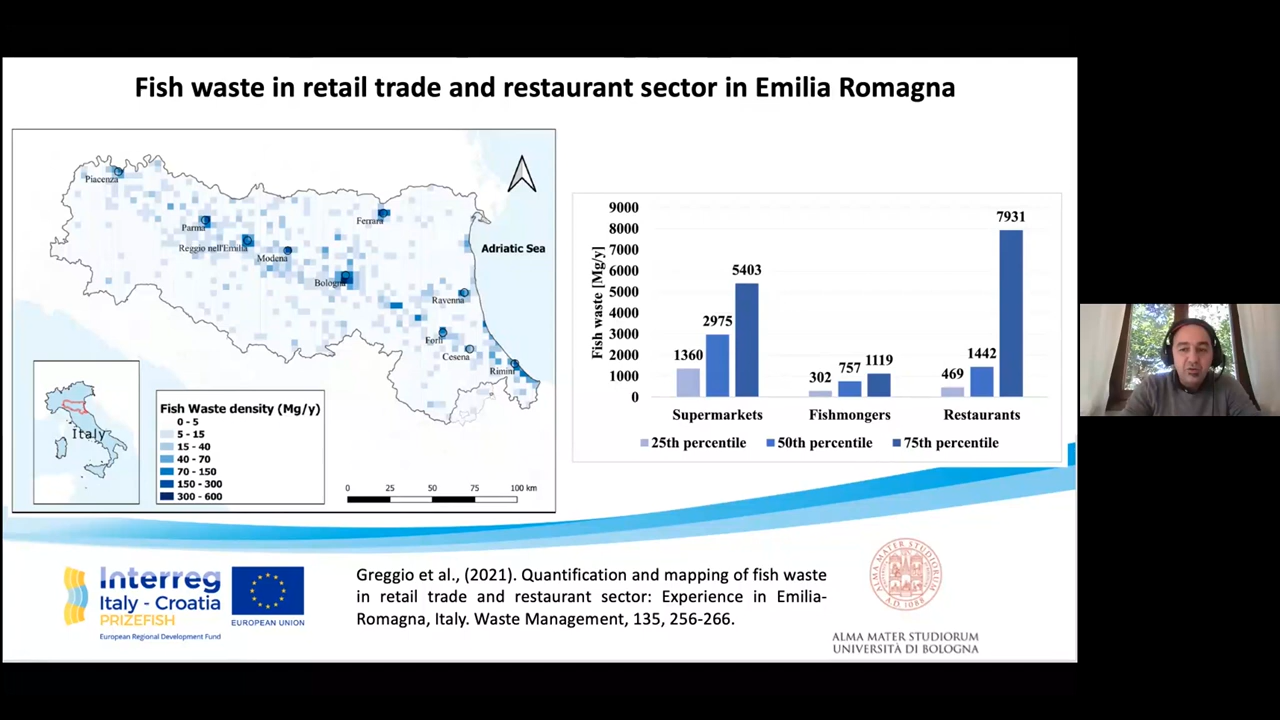 Fish waste in retail trade and restaurant sector in Emilia Romagna
Piacenza
Parma
Reggio nell'Emilia
Modena
Ferrara
Bologna
Adriatic Sea
Ravenna
Forlì
Cesena
Rimini
Italy
Fish Waste density (Mg/y)
0 - 5
5 - 15
15 - 40
40 - 70
70 - 150
150 - 300
300 - 600
0 25 50 75 100 km
Fish waste [Mg/y]
9000
8000
7000
6000
5000
4000
3000
2000
1000
0
1360 2975 5403
302 757 1119
469 1442 7931
Supermarkets Fishmongers Restaurants
25th percentile 50th percentile 75th percentile
Interreg
Italy - Croatia
PRIZEFISH
European Regional Development Fund
EUROPEAN UNION
Greggio et al., (2021). Quantification and mapping of fish waste
in retail trade and restaurant sector: Experience in Emilia-
Romagna, Italy. Waste Management, 135, 256-266.
ALMA MATER STUDIORUM
A.D. 1088
ALMA MATER STUDIORUM
UNIVERSITÀ DI BOLOGNA